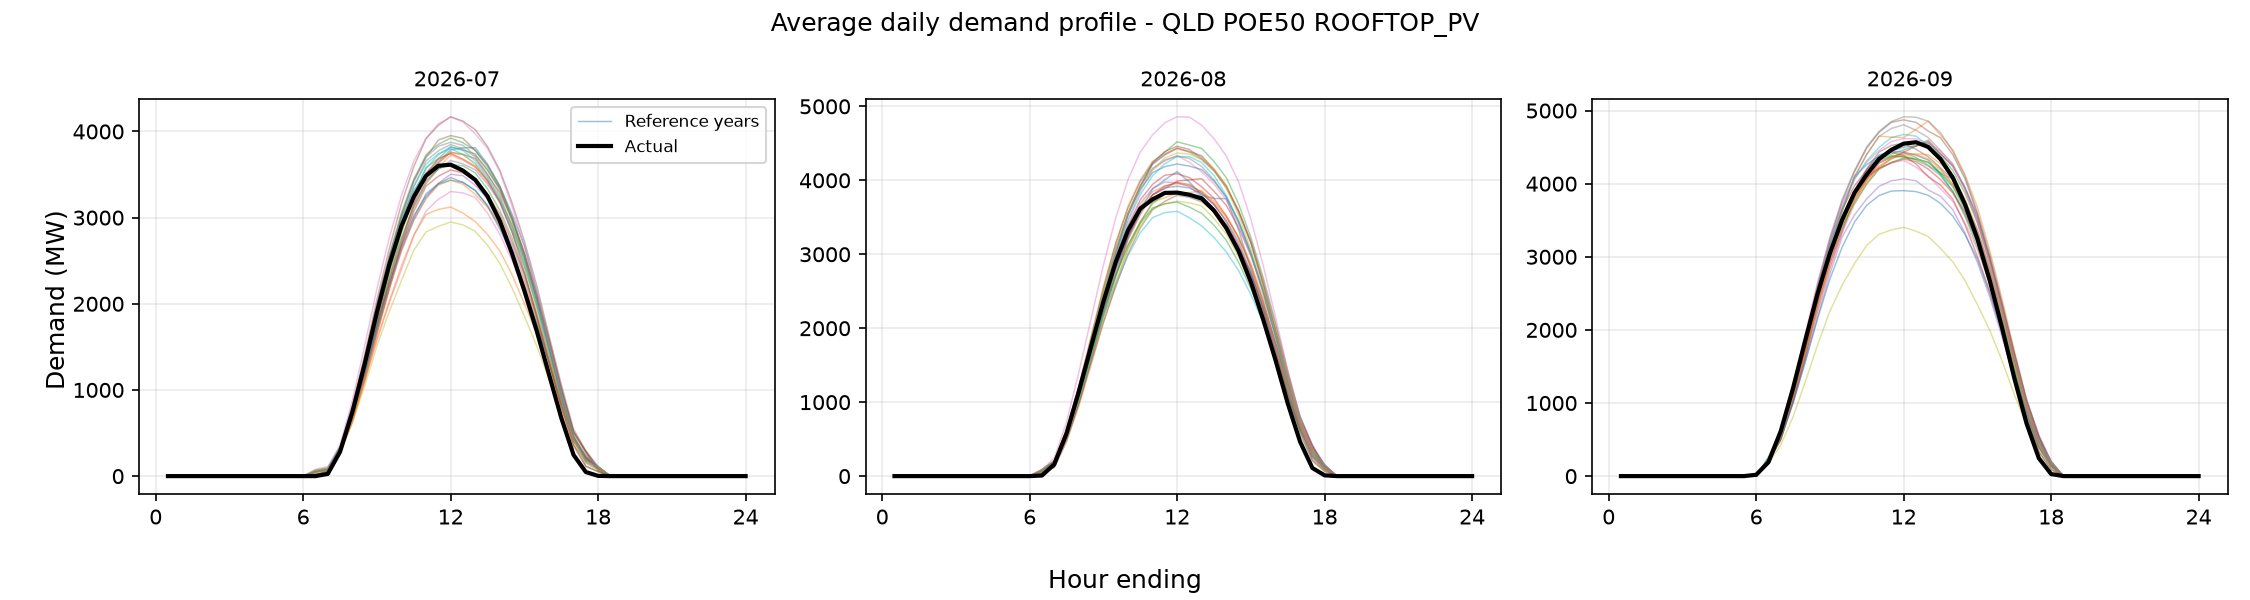 Average daily demand profile - QLD POE50 ROOFTOP_PV
2026-07
2026-08
2026-09
Demand (MW)
4000
3000
2000
1000
0
0 6 12 18 24
Reference years
Actual
5000
4000
3000
2000
1000
0
0 6 12 18 24
5000
4000
3000
2000
1000
0
0 6 12 18 24
Hour ending